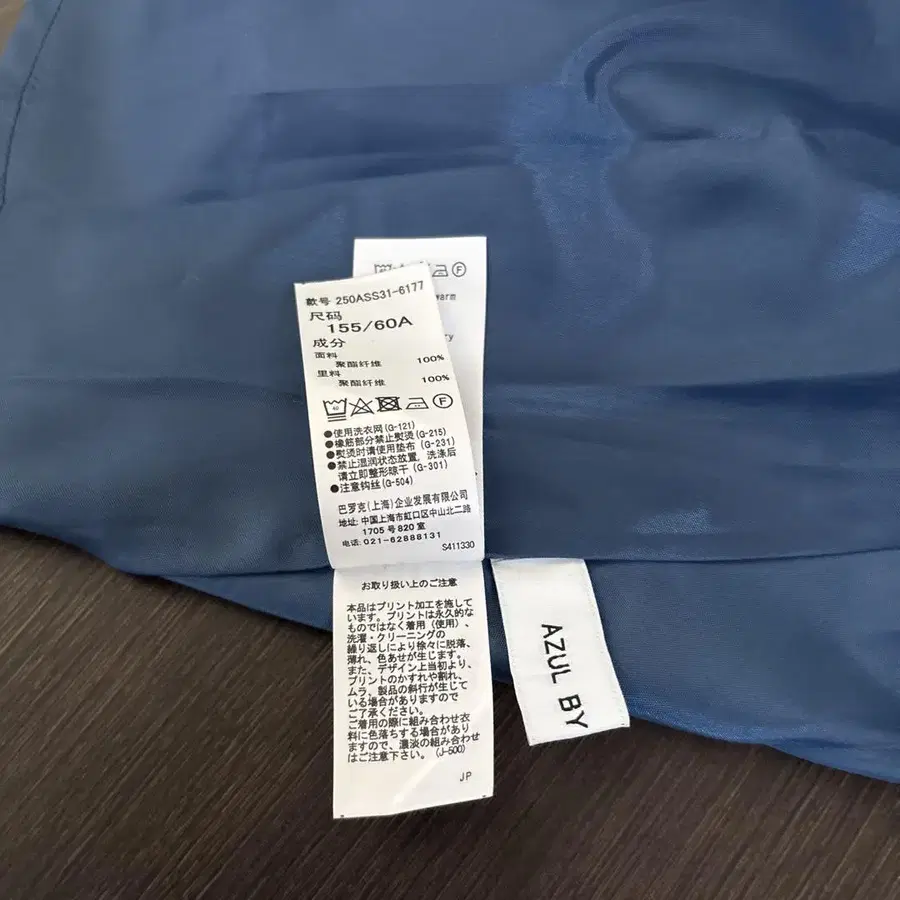 款号 250ASS31-6177
尺码
155/60A
成分
面料
聚酯纤维 100%
里料
聚酯纤维 100%
40 F
●使用洗衣网(G-121)
●橡筋部分禁止熨烫(G-215)
●熨烫时请使用垫布 (G-231)
●禁止湿润状态放置, 洗涤后
请立即整形晾干 (G-301)
●注意钩丝(G-504)
巴罗克(上海)企业发展有限公司
地址: 中国上海市虹口区中山北二路
1705号820室
电话: 021-62888131
S411330
F
warm
お取り扱い上のご注意
本品はプリント加工を施して
います。プリントは永久的な
ものではなく着用（使用）、
洗濯・クリーニングの
繰り返しにより徐々に脱落、
薄れ、色あせが生じます。
また、デザイン上当初より、
プリントのかすれや割れ、
ムラ、製品の斜行が生じて
いる場合がありますので
ご了承ください。
ご着用の際に組み合わせ衣
料に色落ちする場合があり
ますので、濃淡の組み合わせ
はご注意下さい。(J-500)
JP
AZUL BY